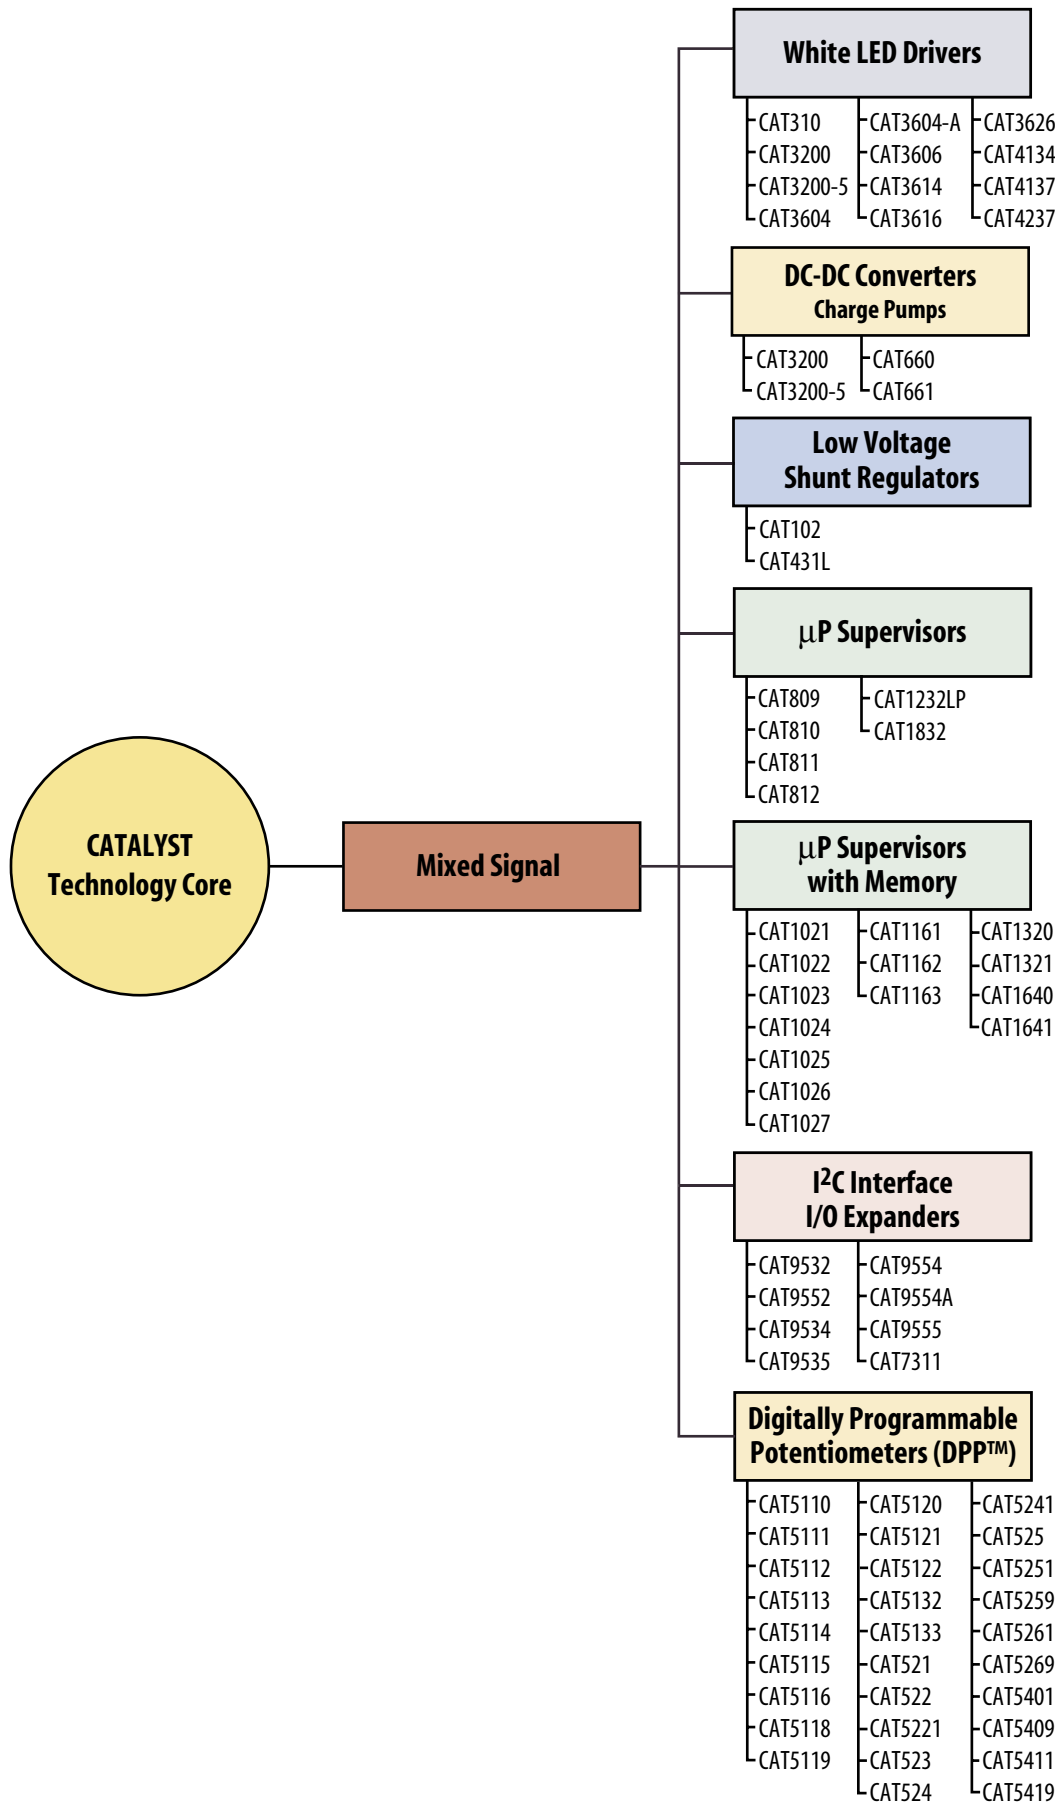 CATALYST
Technology Core
Mixed Signal
White LED Drivers
CAT310
CAT3200
CAT3200-5
CAT3604
CAT3604-A
CAT3606
CAT3614
CAT3616
CAT3626
CAT4134
CAT4137
CAT4237
DC-DC Converters
Charge Pumps
CAT3200
CAT3200-5
CAT660
CAT661
Low Voltage
Shunt Regulators
CAT102
CAT431L
μP Supervisors
CAT809
CAT810
CAT811
CAT812
CAT1232LP
CAT1832
μP Supervisors
with Memory
CAT1021
CAT1022
CAT1023
CAT1024
CAT1025
CAT1026
CAT1027
CAT1161
CAT1162
CAT1163
CAT1320
CAT1321
CAT1640
CAT1641
I²C Interface
I/O Expanders
CAT9532
CAT9552
CAT9534
CAT9535
CAT9554
CAT9554A
CAT9555
CAT7311
Digitally Programmable
Potentiometers (DPP™)
CAT5110
CAT5111
CAT5112
CAT5113
CAT5114
CAT5115
CAT5116
CAT5118
CAT5119
CAT5120
CAT5121
CAT5122
CAT5132
CAT5133
CAT521
CAT522
CAT5221
CAT523
CAT524
CAT5241
CAT525
CAT5251
CAT5259
CAT5261
CAT5269
CAT5401
CAT5409
CAT5411
CAT5419